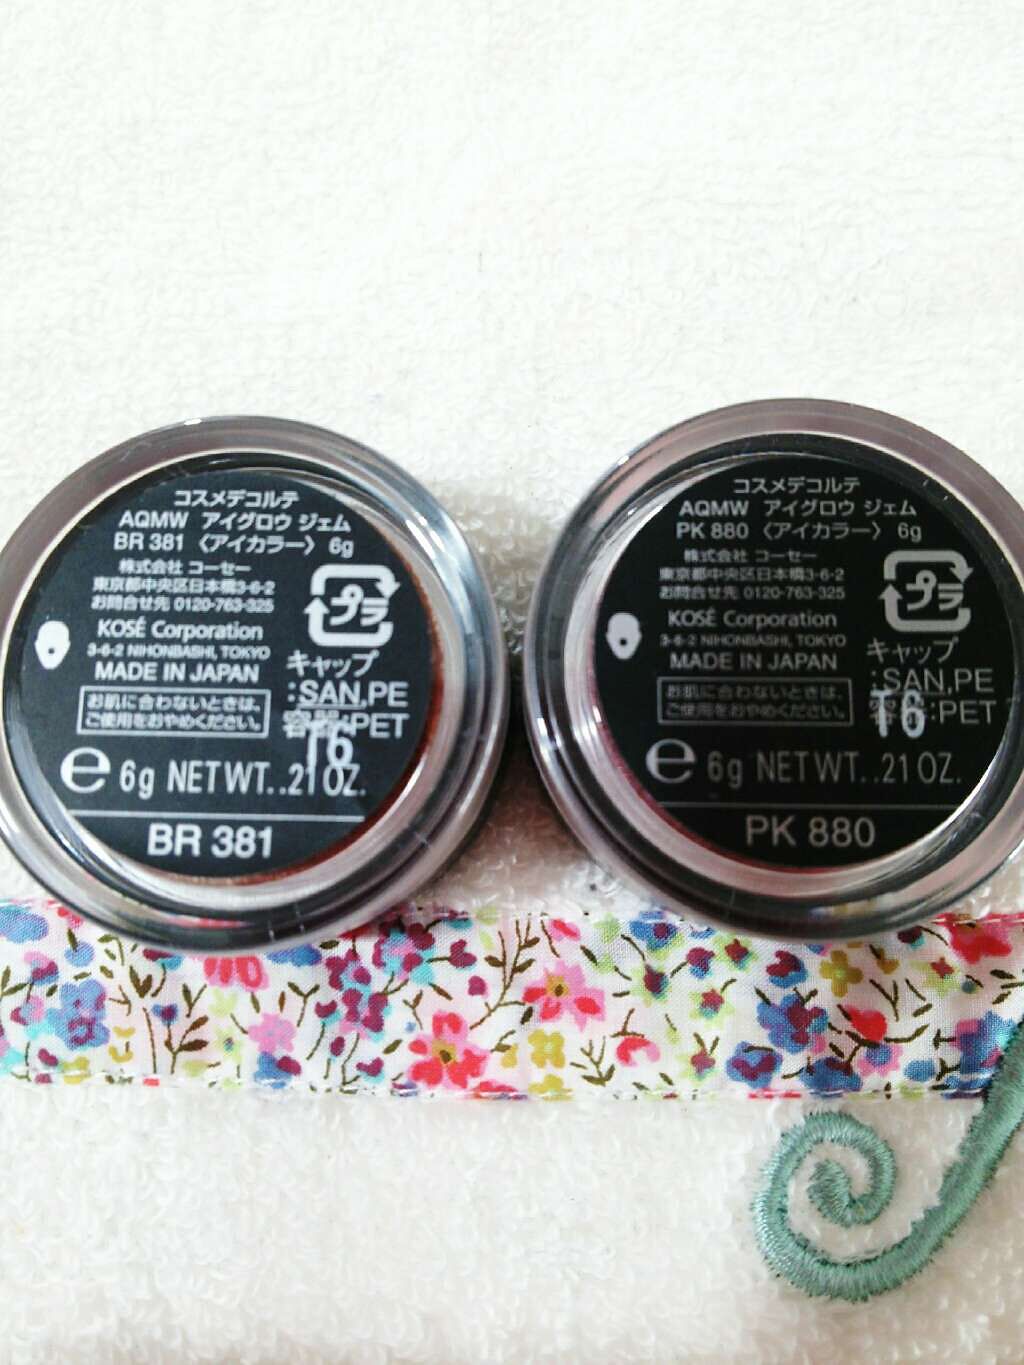 コスメデコルテ
AQMW アイグロウ ジェム
BR 381 〈アイカラー〉 6g
株式会社 コーセー
東京都中央区日本橋3-6-2
お問合せ先 0120-763-325
プラ
KOSÉ Corporation
3-6-2 NIHONBASHI, TOKYO
MADE IN JAPAN
キャップ
:SAN,PE
容器:PET
お肌に合わないときは、
ご使用をおやめください。
T6
e 6g NET WT. .21 OZ.
BR 381
コスメデコルテ
AQMW アイグロウ ジェム
PK 880 〈アイカラー〉 6g
株式会社 コーセー
東京都中央区日本橋3-6-2
お問合せ先 0120-763-325
プラ
KOSÉ Corporation
3-6-2 NIHONBASHI, TOKYO
MADE IN JAPAN
キャップ
:SAN,PE
容器:PET
お肌に合わないときは、
ご使用をおやめください。
T6
e 6g NET WT. .21 OZ.
PK 880